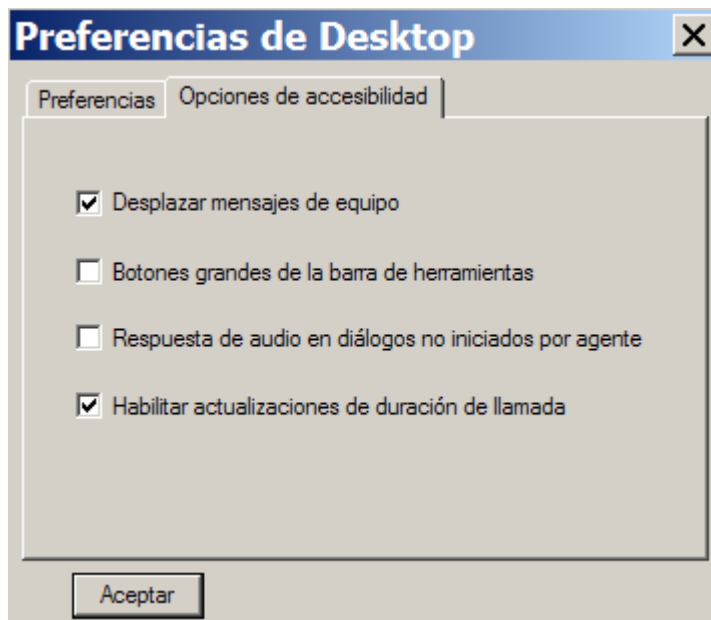 Preferencias de Desktop
Preferencias
Opciones de accesibilidad
Desplazar mensajes de equipo
Botones grandes de la barra de herramientas
Respuesta de audio en diálogos no iniciados por agente
Habilitar actualizaciones de duración de llamada
Aceptar